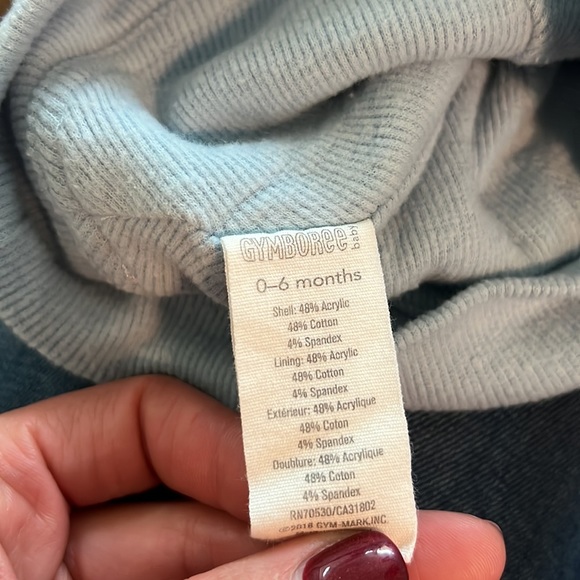 GYMBOREE baby
0–6 months
Shell: 48% Acrylic
48% Cotton
4% Spandex
Lining: 48% Acrylic
48% Cotton
4% Spandex
Extérieur: 48% Acrylique
48% Coton
4% Spandex
Doublure: 48% Acrylique
48% Coton
4% Spandex
RN70530/CA31802
©2018 GYM-MARK,INC.